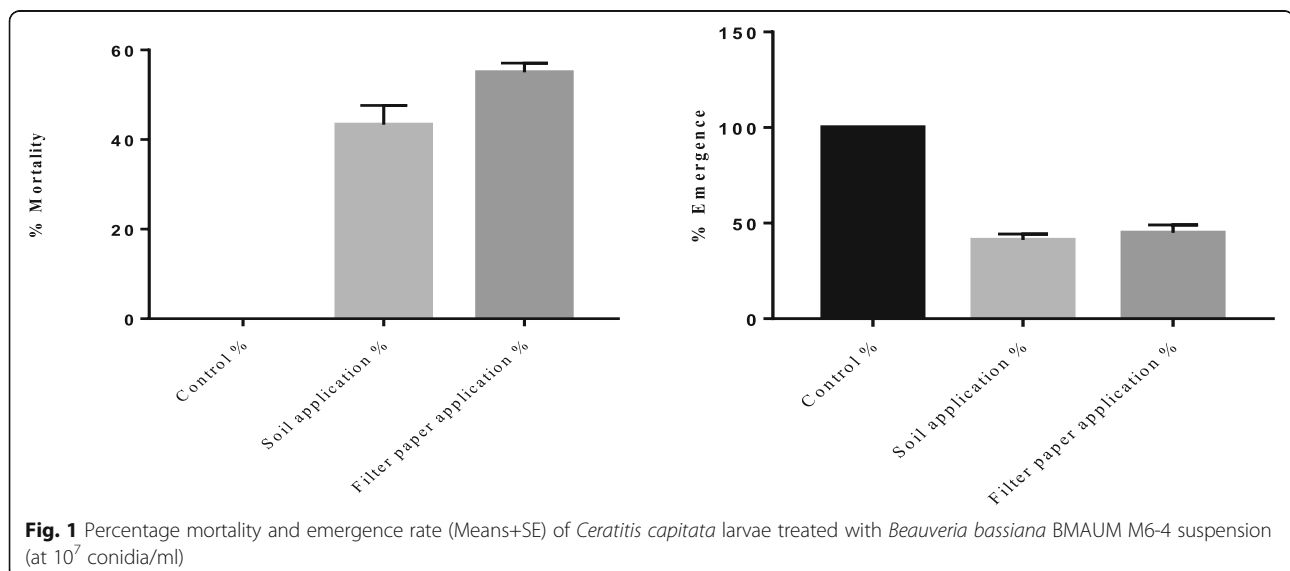 60
40
20
0
% Mortality
Control %
Soil application %
Filter paper application %
150
100
50
0
% Emergence
Control %
Soil application %
Filter paper application %
Fig. 1 Percentage mortality and emergence rate (Means+SE) of Ceratitis capitata larvae treated with Beauveria bassiana BMAUM M6-4 suspension
(at 10⁷ conidia/ml)